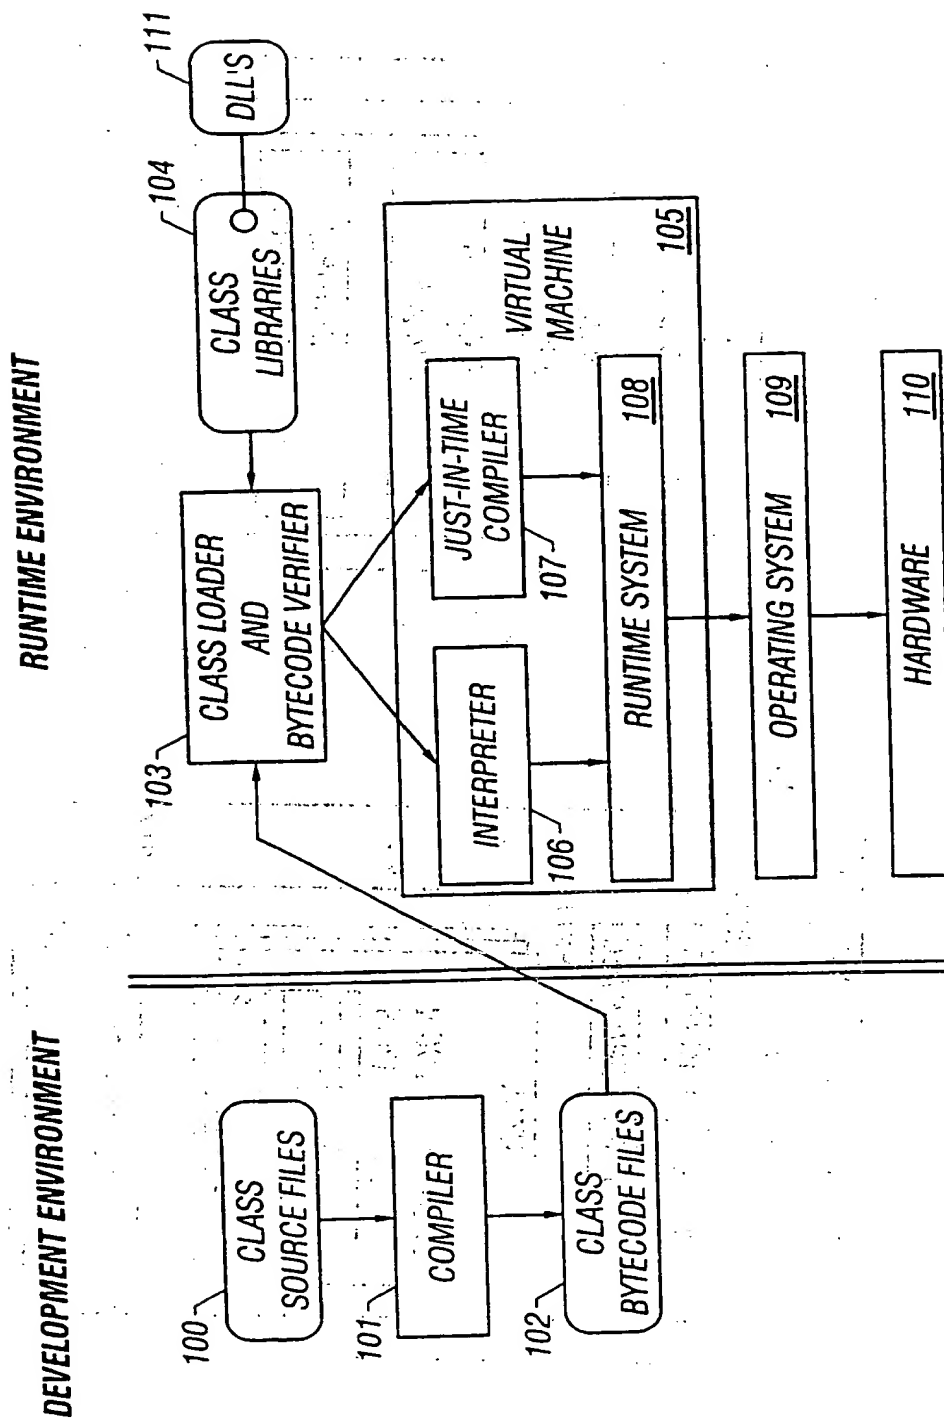 DEVELOPMENT ENVIRONMENT
RUNTIME ENVIRONMENT
100
CLASS
SOURCE FILES
101
COMPILER
102
CLASS
BYTECODE FILES
103
CLASS LOADER
AND
BYTECODE VERIFIER
104
CLASS
LIBRARIES
111
DLL'S
VIRTUAL
MACHINE
105
INTERPRETER
106
JUST-IN-TIME
COMPILER
107
RUNTIME SYSTEM
108
OPERATING SYSTEM
109
HARDWARE
110